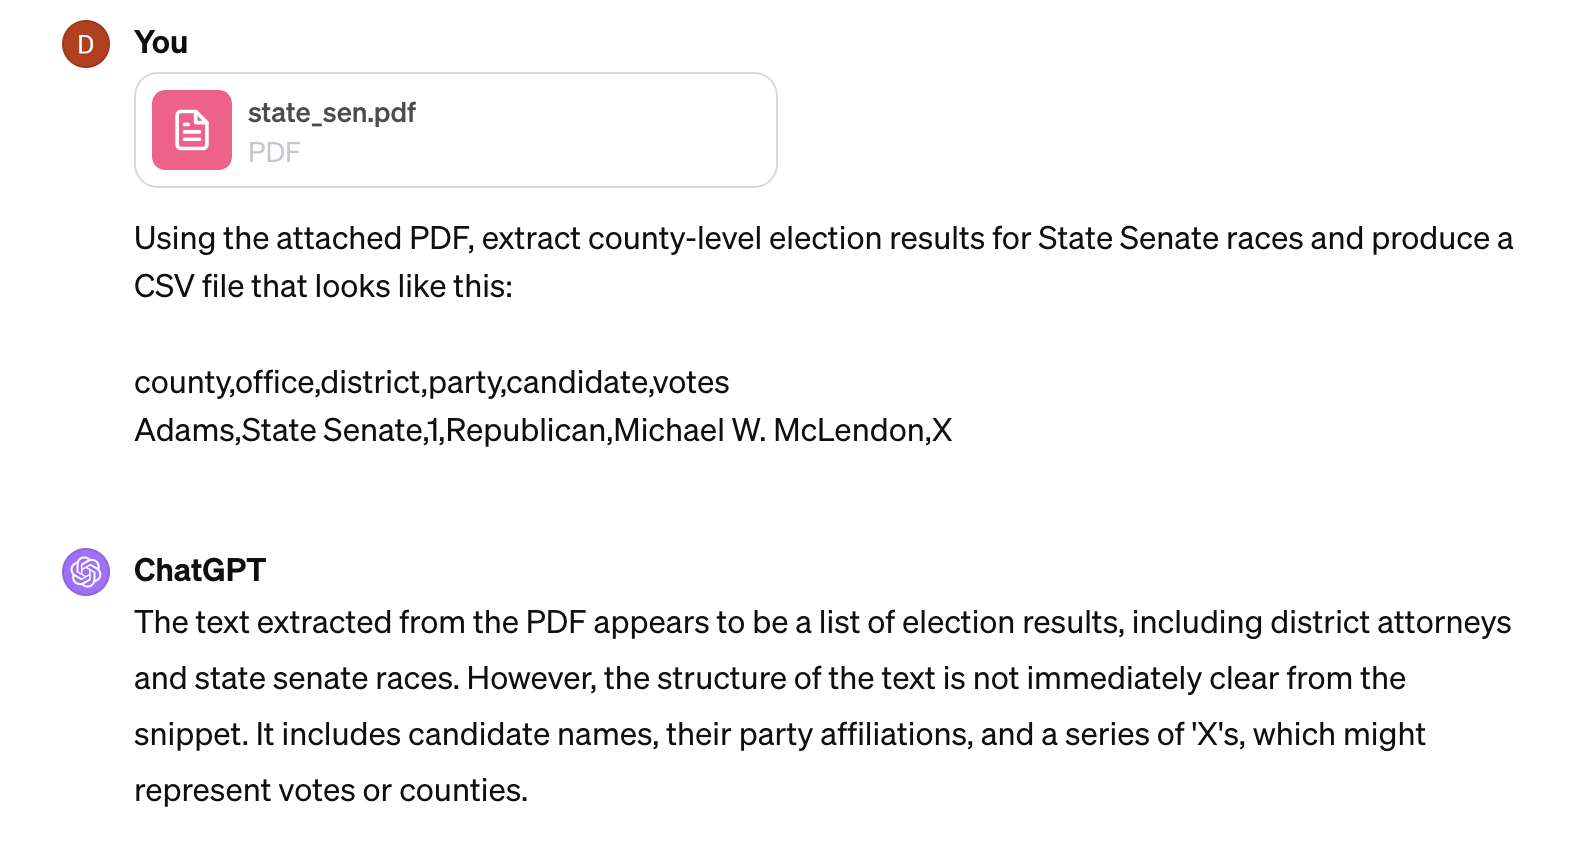 D
You
state_sen.pdf
PDF
Using the attached PDF, extract county-level election results for State Senate races and produce a
CSV file that looks like this:
county,office,district,party,candidate,votes
Adams,State Senate,1,Republican,Michael W. McLendon,X
ChatGPT
The text extracted from the PDF appears to be a list of election results, including district attorneys
and state senate races. However, the structure of the text is not immediately clear from the
snippet. It includes candidate names, their party affiliations, and a series of 'X's, which might
represent votes or counties.